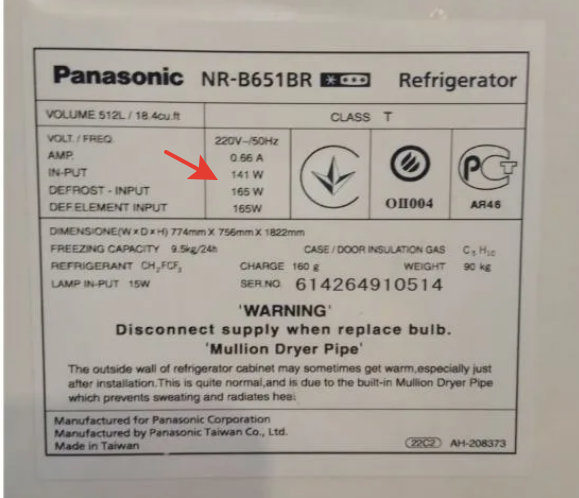 Panasonic NR-B651BR Refrigerator
VOLUME 512L / 18.4cu.ft CLASS T
VOLT. / FREQ. 220V~/50Hz
AMP. 0.66 A
IN-PUT 141 W
DEFROST - INPUT 165 W
DEF.ELEMENT INPUT 165W
ОП004
РСТ
АЯ46
DIMENSIONE(W×D×H) 774mm X 756mm X 1822mm
FREEZING CAPACITY 9.5kg/24h CASE / DOOR INSULATION GAS C5 H10
REFRIGERANT CH2FCF3 CHARGE 160 g WEIGHT 90 kg
LAMP IN-PUT 15W SER.NO. 614264910514
'WARNING'
Disconnect supply when replace bulb.
'Mullion Dryer Pipe'
The outside wall of refrigerator cabinet may sometimes get warm,especially just
after installation.This is quite normal,and is due to the built-in Mullion Dryer Pipe
which prevents sweating and radiates heat.
Manufactured for Panasonic Corporation
Manufactured by Panasonic Taiwan Co., Ltd.
Made in Taiwan 22C2 AH-208373